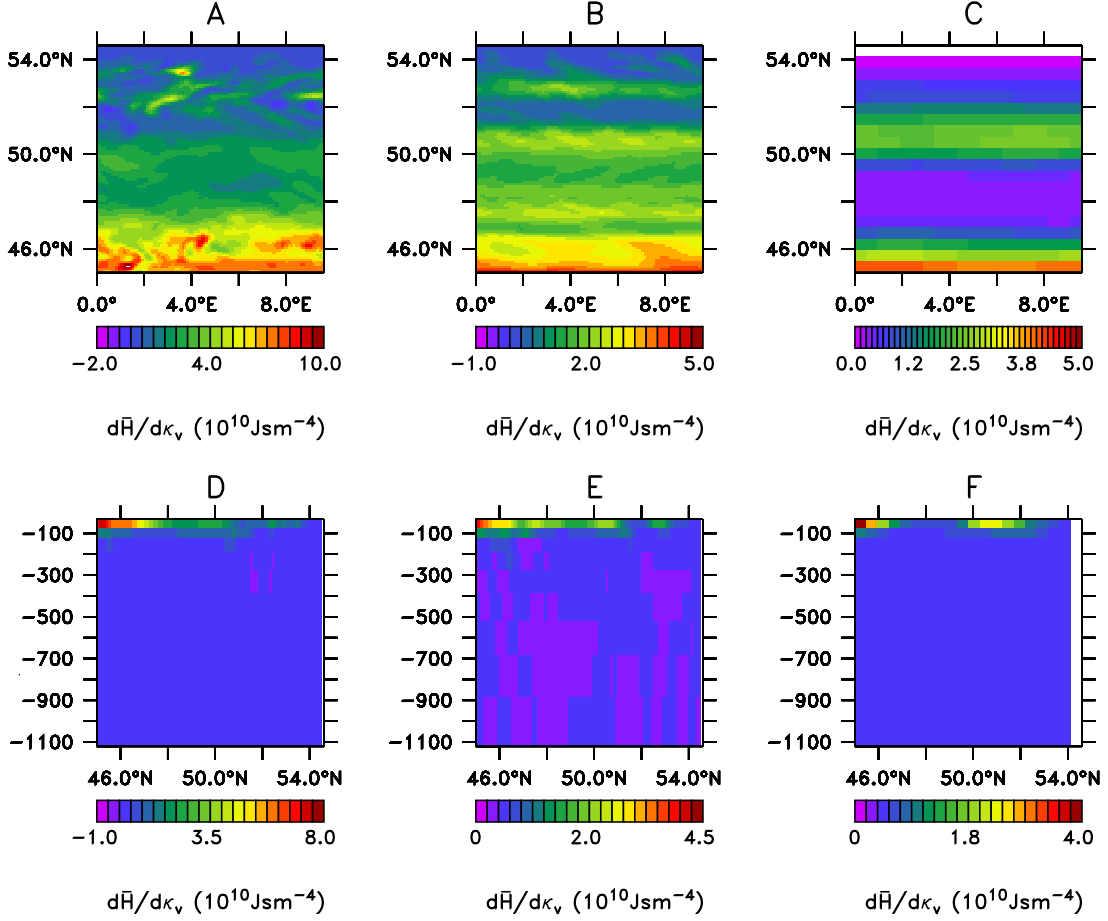 A B C
54.0°N 54.0°N 54.0°N
50.0°N 50.0°N 50.0°N
46.0°N 46.0°N 46.0°N
0.0° 4.0°E 8.0°E 0.0° 4.0°E 8.0°E 0.0° 4.0°E 8.0°E
−2.0 4.0 10.0 −1.0 2.0 5.0 0.0 1.2 2.5 3.8 5.0
dH̄/dκᵥ (10¹⁰Jsm⁻⁴) dH̄/dκᵥ (10¹⁰Jsm⁻⁴) dH̄/dκᵥ (10¹⁰Jsm⁻⁴)
D E F
−100 −100 −100
−300 −300 −300
−500 −500 −500
−700 −700 −700
−900 −900 −900
−1100 −1100 −1100
46.0°N 50.0°N 54.0°N 46.0°N 50.0°N 54.0°N 46.0°N 50.0°N 54.0°N
−1.0 3.5 8.0 0 2.0 4.5 0 1.8 4.0
dH̄/dκᵥ (10¹⁰Jsm⁻⁴) dH̄/dκᵥ (10¹⁰Jsm⁻⁴) dH̄/dκᵥ (10¹⁰Jsm⁻⁴)